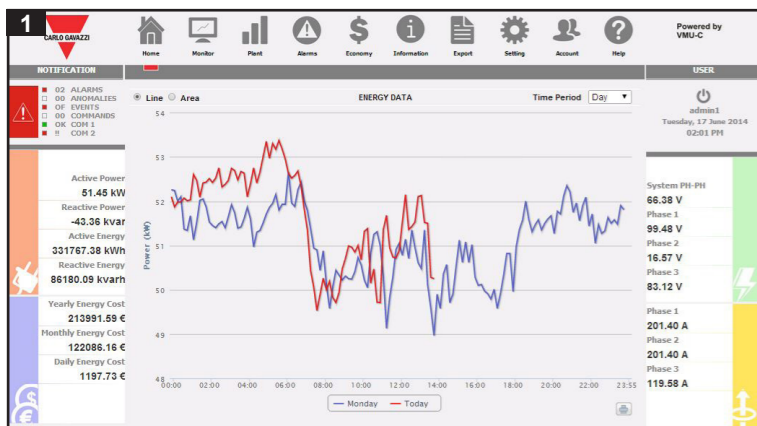 1
CARLO GAVAZZI
Home
Monitor
Plant
Alarms
Economy
Information
Export
Setting
Account
Help
Powered by
VMU-C
NOTIFICATION
USER
02 ALARMS
00 ANOMALIES
OF EVENTS
00 COMMANDS
OK COM 1
!! COM 2
Line Area
ENERGY DATA
Time Period Day
admin1
Tuesday, 17 June 2014
02:01 PM
Active Power
51.45 kW
Reactive Power
-43.36 kvar
Active Energy
331767.38 kWh
Reactive Energy
86180.09 kvarh
Yearly Energy Cost
213991.59 €
Monthly Energy Cost
122086.16 €
Daily Energy Cost
1197.73 €
Power (kW)
54
53
52
51
50
49
48
00:00 02:00 04:00 06:00 08:00 10:00 12:00 14:00 16:00 18:00 20:00 22:00 23:55
Monday Today
System PH-PH
66.38 V
Phase 1
99.48 V
Phase 2
16.57 V
Phase 3
83.12 V
Phase 1
201.40 A
Phase 2
201.40 A
Phase 3
119.58 A